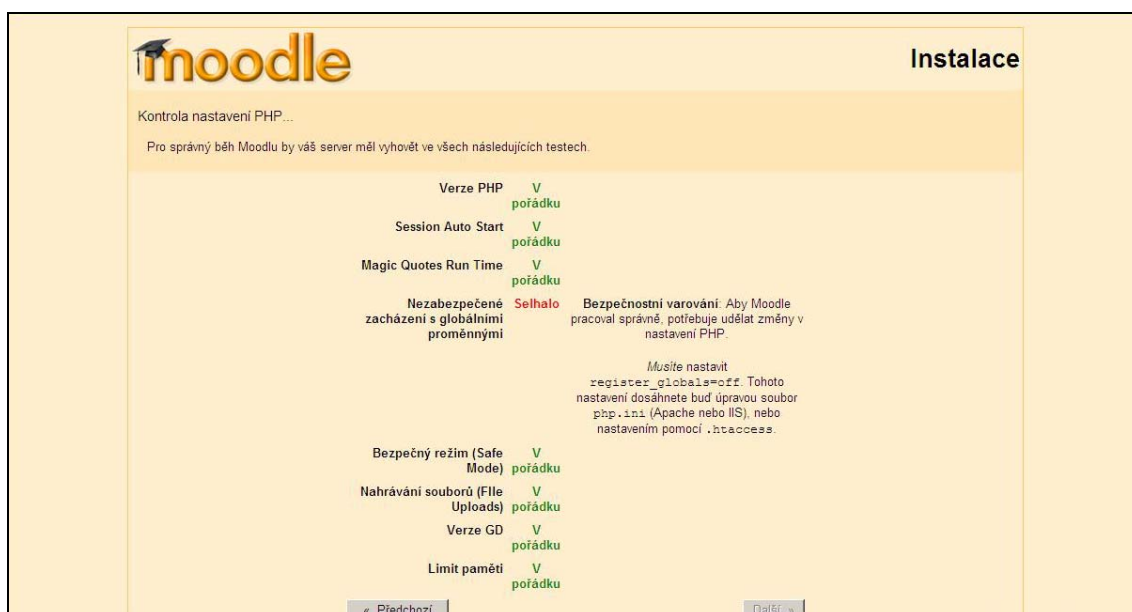 moodle
Instalace
Kontrola nastavení PHP...
Pro správný běh Moodlu by váš server měl vyhovět ve všech následujících testech.
Verze PHP V
pořádku
Session Auto Start V
pořádku
Magic Quotes Run Time V
pořádku
Nezabezpečené Selhalo Bezpečnostní varování: Aby Moodle
zacházení s globálními pracoval správně, potřebuje udělat změny v
proměnnými nastavení PHP.
Musíte nastavit
register_globals=off. Tohoto
nastavení dosáhnete buď úpravou soubor
php.ini (Apache nebo IIS), nebo
nastavením pomocí .htaccess.
Bezpečný režim (Safe V
Mode) pořádku
Nahrávání souborů (FIle V
Uploads) pořádku
Verze GD V
pořádku
Limit paměti V
pořádku
« Předchozí Další »